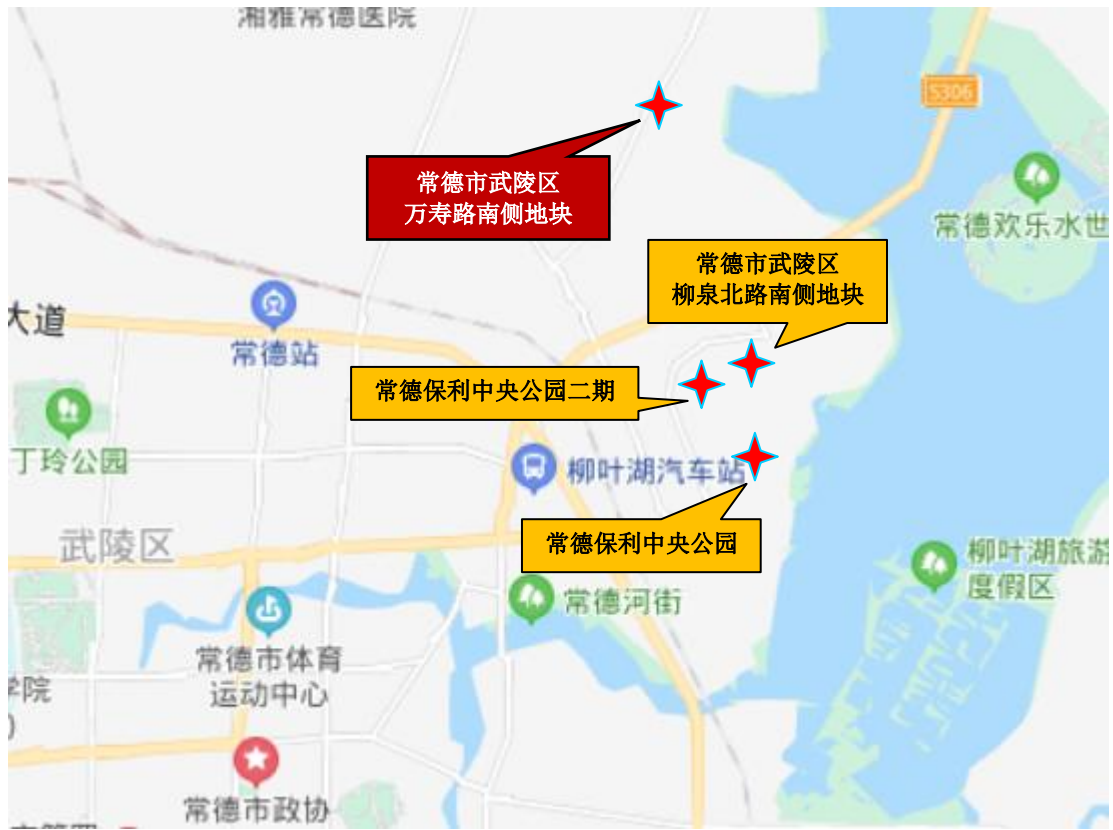 湘雅常德医院
S306
常德市武陵区
万寿路南侧地块
常德欢乐水世
常德市武陵区
柳泉北路南侧地块
大道
常德站
常德保利中央公园二期
丁玲公园
柳叶湖汽车站
常德保利中央公园
武陵区
柳叶湖旅游
度假区
常德河街
常德市体育
运动中心
学院
)
常德市政协